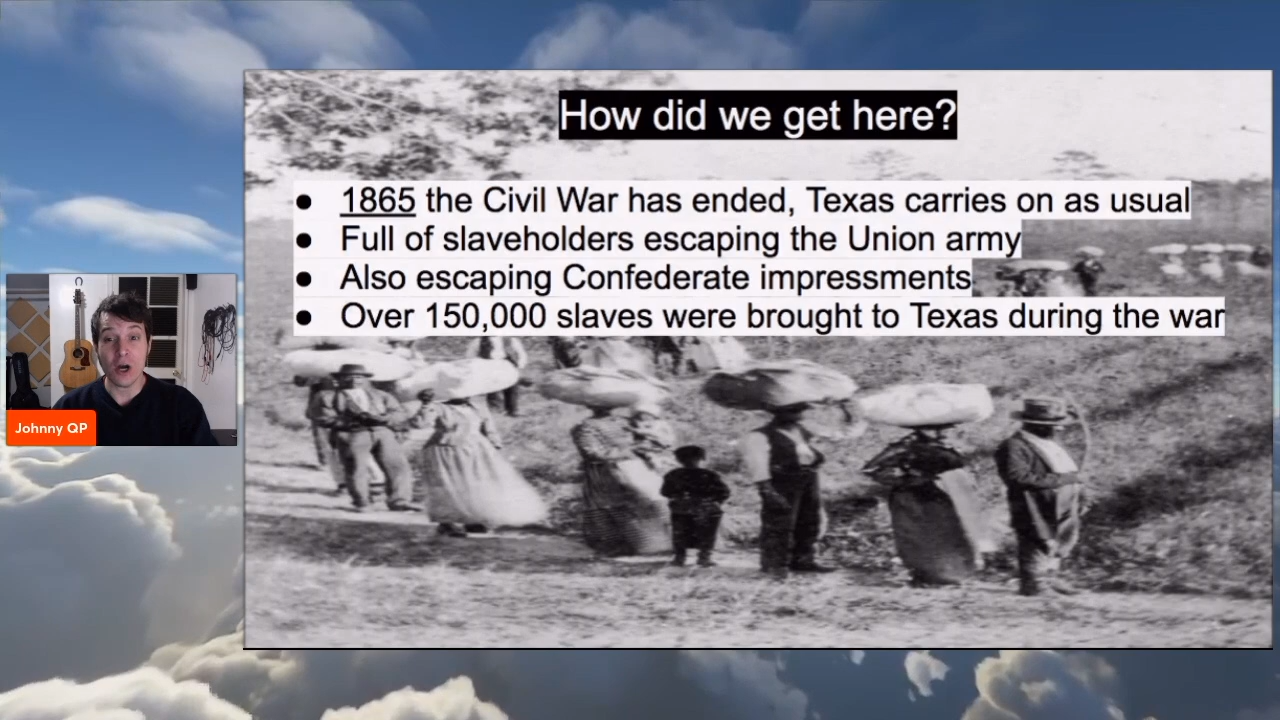 How did we get here?
● 1865 the Civil War has ended, Texas carries on as usual
● Full of slaveholders escaping the Union army
● Also escaping Confederate impressments
● Over 150,000 slaves were brought to Texas during the war
Johnny QP